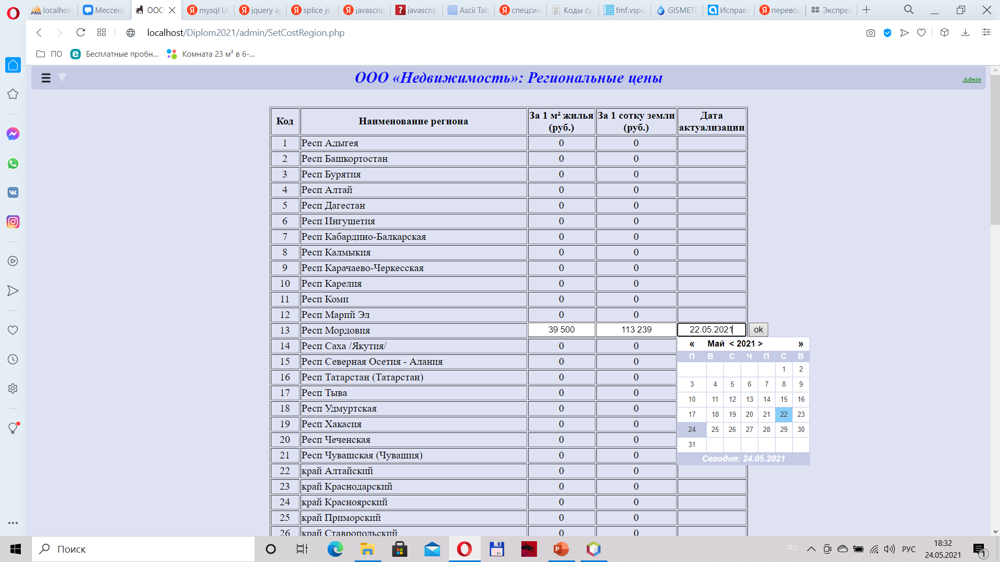 localhos
Мессенд
ООО
mysql UP
jquery aj
splice js
javascrip
javascrip
Ascii Tab
спецсим
Коды су
fmf.vspu
GISMETE
Исправл
перевод
Экспрес
localhost/Diplom2021/admin/SetCostRegion.php
ПО
Бесплатные пробн...
Комната 23 м² в 6-...
ООО «Недвижимость»: Региональные цены
Admin
Код Наименование региона За 1 м² жилья (руб.) За 1 сотку земли (руб.) Дата актуализации
1 Респ Адыгея 0 0
2 Респ Башкортостан 0 0
3 Респ Бурятия 0 0
4 Респ Алтай 0 0
5 Респ Дагестан 0 0
6 Респ Ингушетия 0 0
7 Респ Кабардино-Балкарская 0 0
8 Респ Калмыкия 0 0
9 Респ Карачаево-Черкесская 0 0
10 Респ Карелия 0 0
11 Респ Коми 0 0
12 Респ Марий Эл 0 0
13 Респ Мордовия 39 500 113 239 22.05.2021 ok
14 Респ Саха /Якутия/ 0 0
15 Респ Северная Осетия - Алания 0 0
16 Респ Татарстан (Татарстан) 0 0
17 Респ Тыва 0 0
18 Респ Удмуртская 0 0
19 Респ Хакасия 0 0
20 Респ Чеченская 0 0
21 Респ Чувашская (Чувашия) 0 0
22 край Алтайский 0 0
23 край Краснодарский 0 0
24 край Красноярский 0 0
25 край Приморский 0 0
26 край Ставропольский 0 0
« Май < 2021 > »
П В С Ч П С В
1 2
3 4 5 6 7 8 9
10 11 12 13 14 15 16
17 18 19 20 21 22 23
24 25 26 27 28 29 30
31
Сегодня: 24.05.2021
Поиск
RU
РУС
18:32
24.05.2021
1